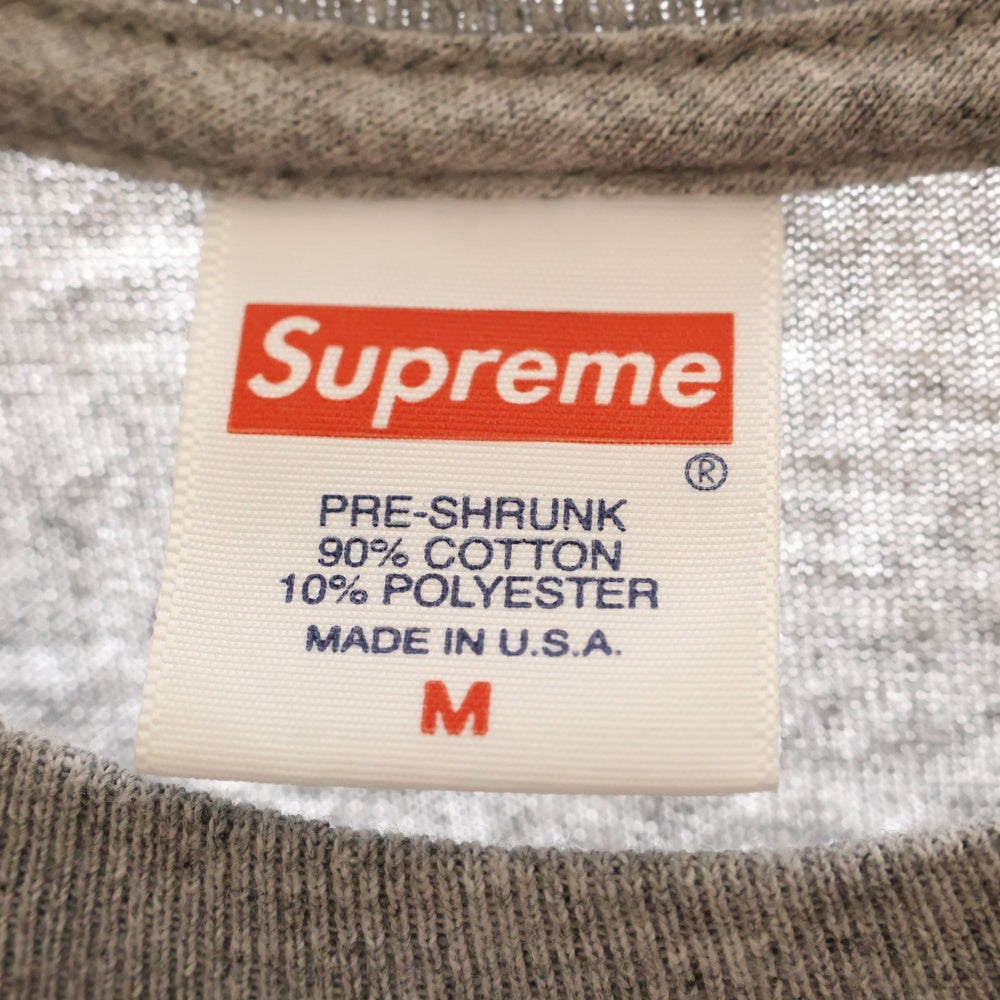 Supreme
®
PRE-SHRUNK
90% COTTON
10% POLYESTER
MADE IN U.S.A.
M